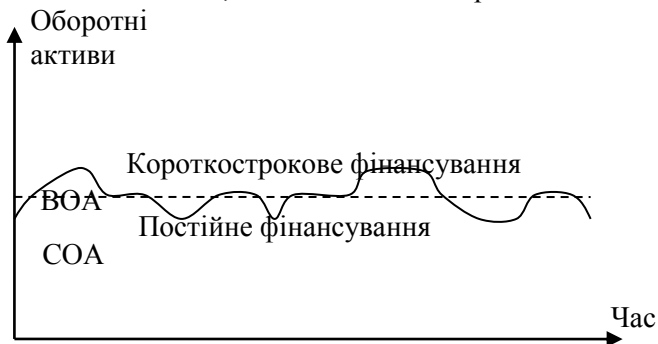 Оборотні
активи
Короткострокове фінансування
ВОА
Постійне фінансування
СОА
Час